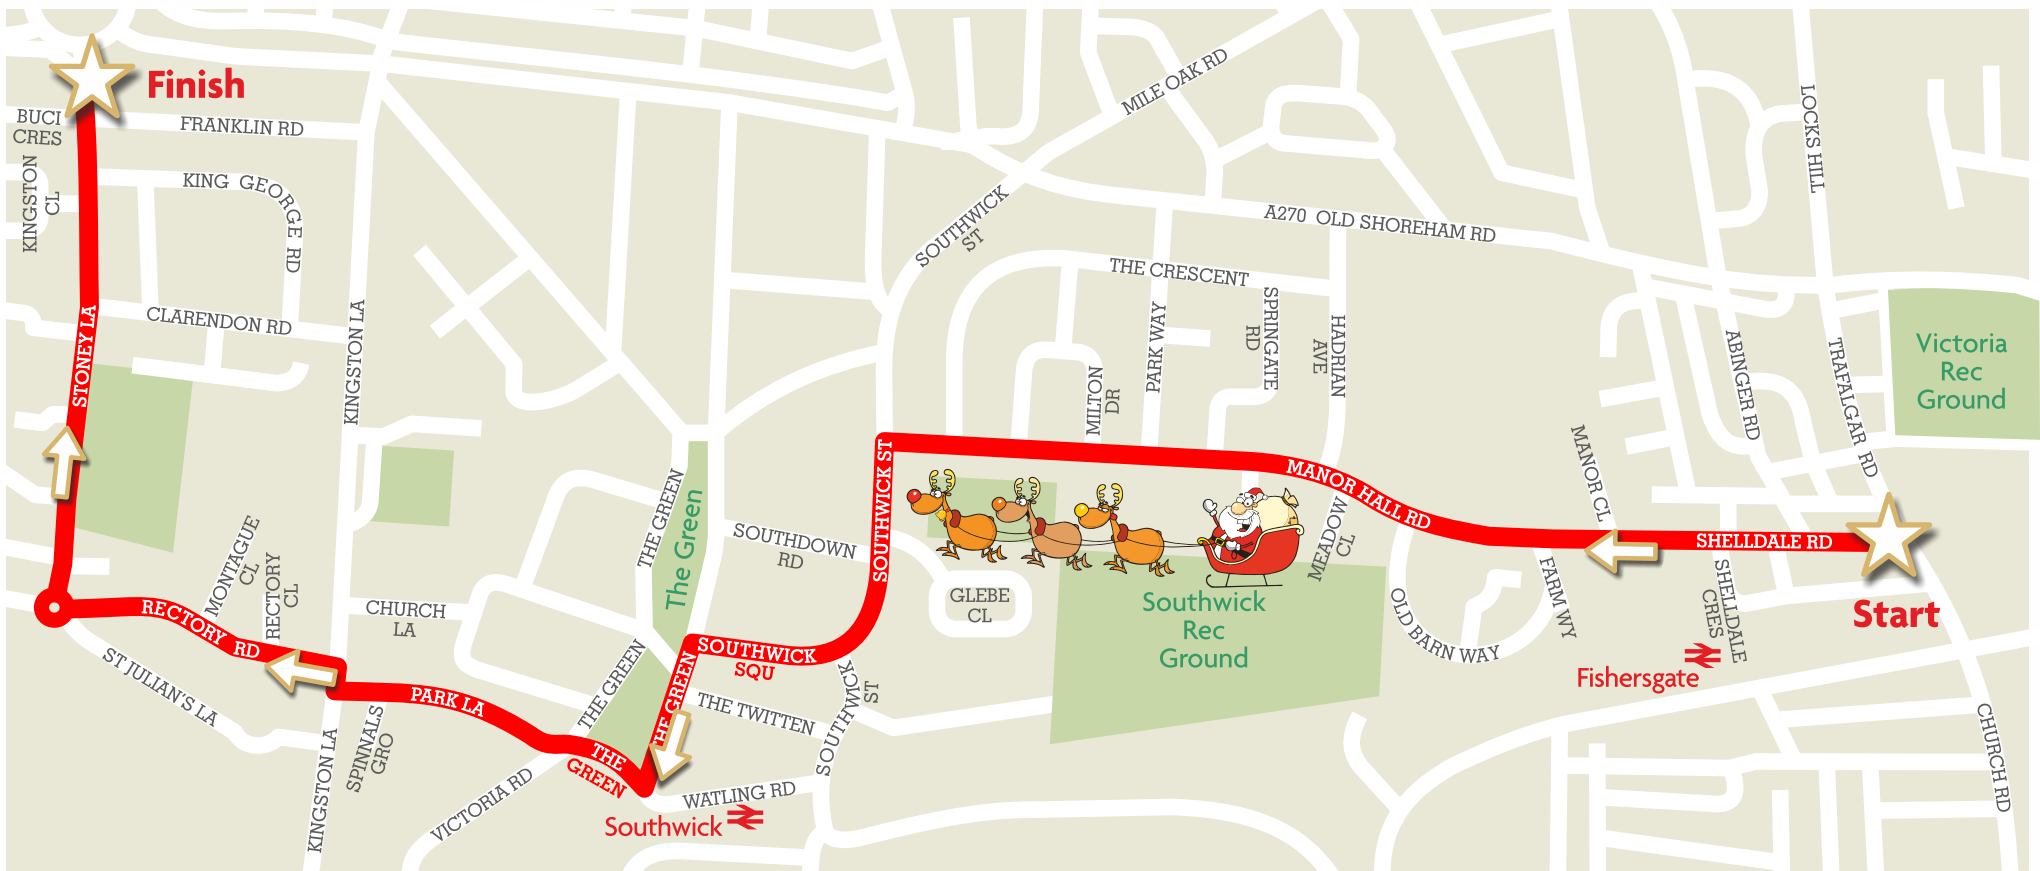 Finish
BUCI
CRES
FRANKLIN RD
KINGSTON
CL
KING GEORGE RD
CLARENDON RD
STONEY LA
KINGSTON LA
MILE OAK RD
SOUTHWICK
ST
A270 OLD SHOREHAM RD
LOCKS HILL
THE CRESCENT
SPRINGATE
RD
HADRIAN
AVE
PARK WAY
MILTON
DR
ABINGER RD
TRAFALGAR RD
Victoria
Rec
Ground
MANOR CL
MANOR HALL RD
SHELLDALE RD
Start
SHELLDALE
CRES
Fishersgate
FARM WY
OLD BARN WAY
MEADOW
CL
Southwick
Rec
Ground
GLEBE
CL
SOUTHWICK ST
SOUTHDOWN
RD
THE GREEN
The Green
SOUTHWICK
SQU
THE GREEN
THE GREEN
THE TWITTEN
SOUTHWICK
ST
WATLING RD
Southwick
THE
GREEN
VICTORIA RD
PARK LA
CHURCH
LA
SPINNALS
GRO
KINGSTON LA
MONTAGUE
CL
RECTORY
CL
RECTORY RD
ST JULIAN'S LA
CHURCH RD